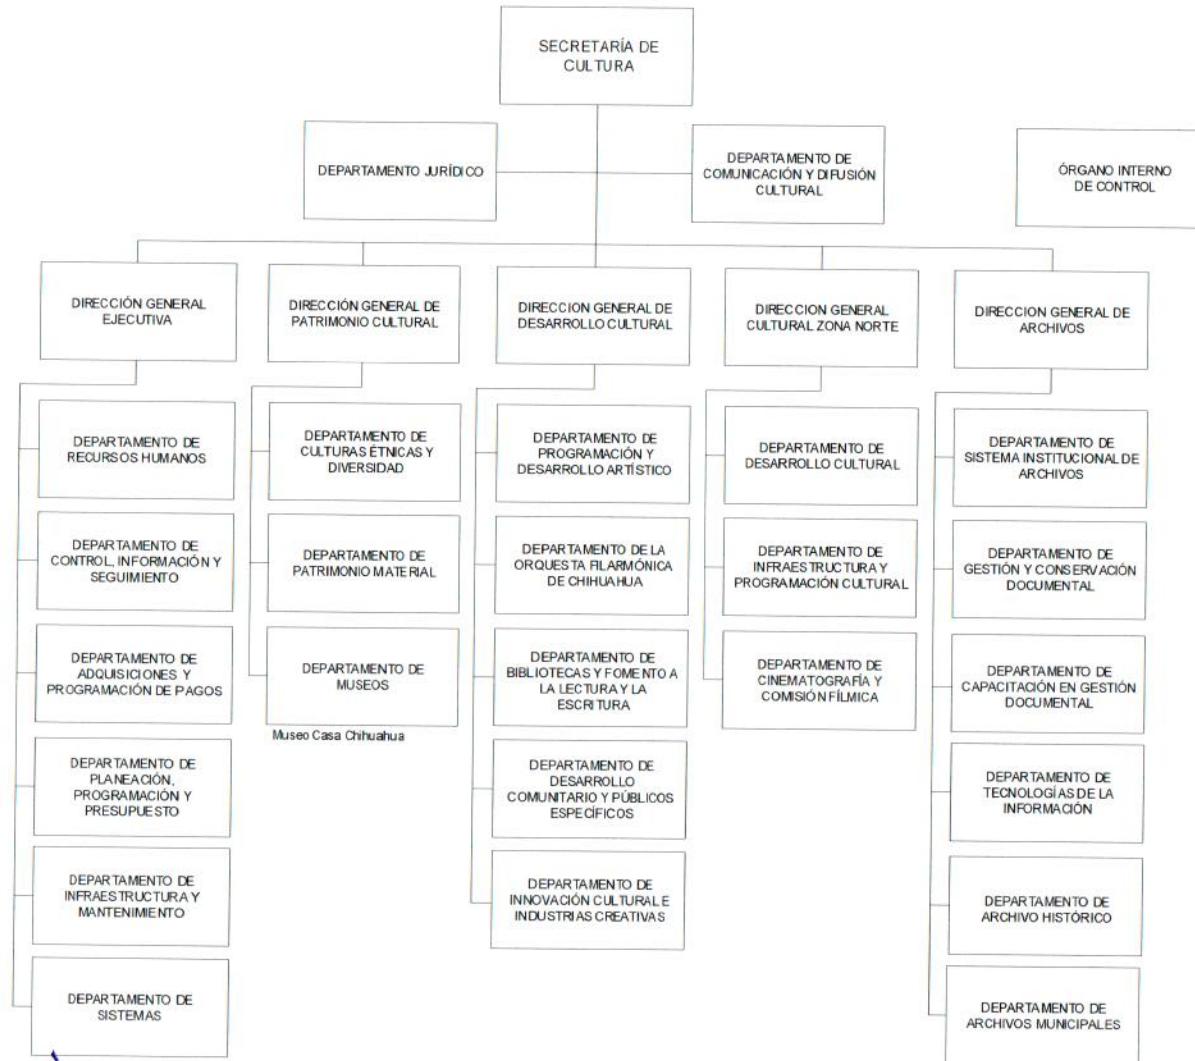 SECRETARÍA DE
CULTURA
DEPARTAMENTO JURÍDICO
DEPARTAMENTO DE
COMUNICACIÓN Y DIFUSIÓN
CULTURAL
ÓRGANO INTERNO
DE CONTROL
DIRECCIÓN GENERAL
EJECUTIVA
DIRECCIÓN GENERAL DE
PATRIMONIO CULTURAL
DIRECCION GENERAL DE
DESARROLLO CULTURAL
DIRECCION GENERAL
CULTURAL ZONA NORTE
DIRECCION GENERAL DE
ARCHIVOS
DEPARTAMENTO DE
RECURSOS HUMANOS
DEPARTAMENTO DE
CONTROL, INFORMACIÓN Y
SEGUIMIENTO
DEPARTAMENTO DE
ADQUISICIONES Y
PROGRAMACIÓN DE PAGOS
DEPARTAMENTO DE
PLANEACIÓN,
PROGRAMACIÓN Y
PRESUPUESTO
DEPARTAMENTO DE
INFRAESTRUCTURA Y
MANTENIMIENTO
DEPARTAMENTO DE
SISTEMAS
DEPARTAMENTO DE
CULTURAS ÉTNICAS Y
DIVERSIDAD
DEPARTAMENTO DE
PATRIMONIO MATERIAL
DEPARTAMENTO DE
MUSEOS
Museo Casa Chihuahua
DEPARTAMENTO DE
PROGRAMACIÓN Y
DESARROLLO ARTÍSTICO
DEPARTAMENTO DE LA
ORQUESTA FILARMÓNICA
DE CHIHUAHUA
DEPARTAMENTO DE
BIBLIOTECAS Y FOMENTO A
LA LECTURA Y LA
ESCRITURA
DEPARTAMENTO DE
DESARROLLO
COMUNITARIO Y PÚBLICOS
ESPECÍFICOS
DEPARTAMENTO DE
INNOVACIÓN CULTURAL E
INDUSTRIAS CREATIVAS
DEPARTAMENTO DE
DESARROLLO CULTURAL
DEPARTAMENTO DE
INFRAESTRUCTURA Y
PROGRAMACIÓN CULTURAL
DEPARTAMENTO DE
CINEMATOGRAFÍA Y
COMISIÓN FÍLMICA
DEPARTAMENTO DE
SISTEMA INSTITUCIONAL DE
ARCHIVOS
DEPARTAMENTO DE
GESTIÓN Y CONSERVACIÓN
DOCUMENTAL
DEPARTAMENTO DE
CAPACITACIÓN EN GESTIÓN
DOCUMENTAL
DEPARTAMENTO DE
TECNOLOGÍAS DE LA
INFORMACIÓN
DEPARTAMENTO DE
ARCHIVO HISTÓRICO
DEPARTAMENTO DE
ARCHIVOS MUNICIPALES